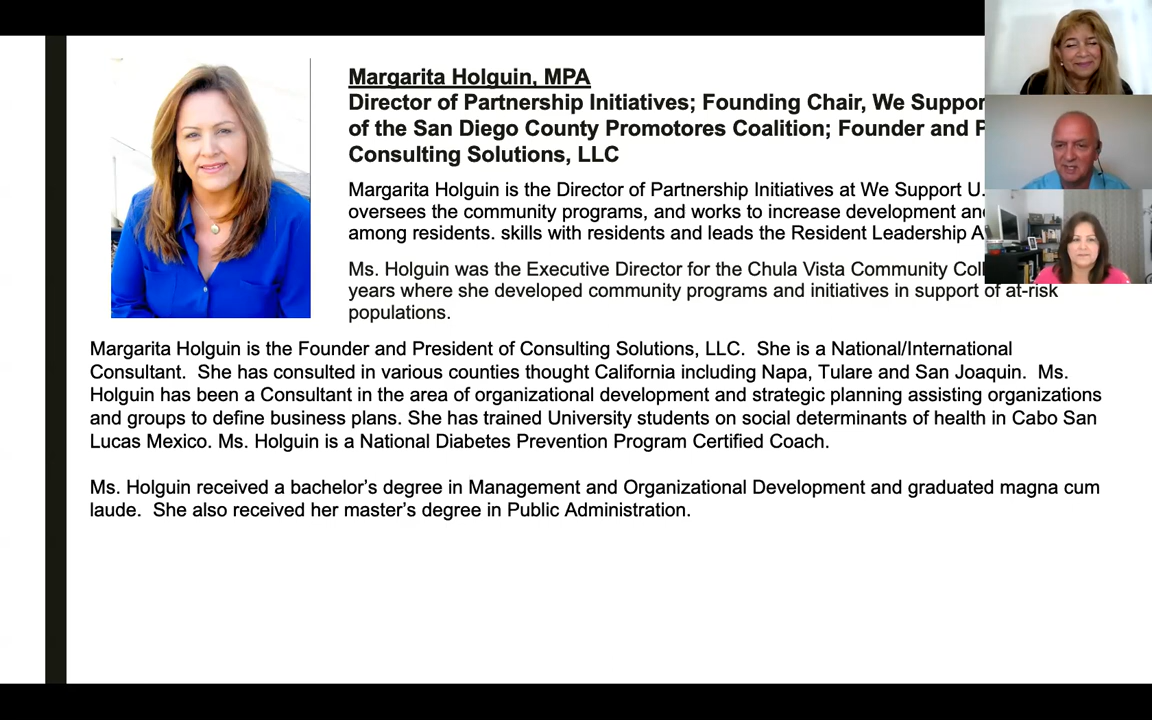 Margarita Holguin, MPA
Director of Partnership Initiatives; Founding Chair, We Suppor
of the San Diego County Promotores Coalition; Founder and
Consulting Solutions, LLC
Margarita Holguin is the Director of Partnership Initiatives at We Support U.
oversees the community programs, and works to increase development and
among residents. skills with residents and leads the Resident Leadership A
Ms. Holguin was the Executive Director for the Chula Vista Community Coll
years where she developed community programs and initiatives in support of at-risk
populations.
Margarita Holguin is the Founder and President of Consulting Solutions, LLC. She is a National/International
Consultant. She has consulted in various counties thought California including Napa, Tulare and San Joaquin. Ms.
Holguin has been a Consultant in the area of organizational development and strategic planning assisting organizations
and groups to define business plans. She has trained University students on social determinants of health in Cabo San
Lucas Mexico. Ms. Holguin is a National Diabetes Prevention Program Certified Coach.
Ms. Holguin received a bachelor’s degree in Management and Organizational Development and graduated magna cum
laude. She also received her master’s degree in Public Administration.